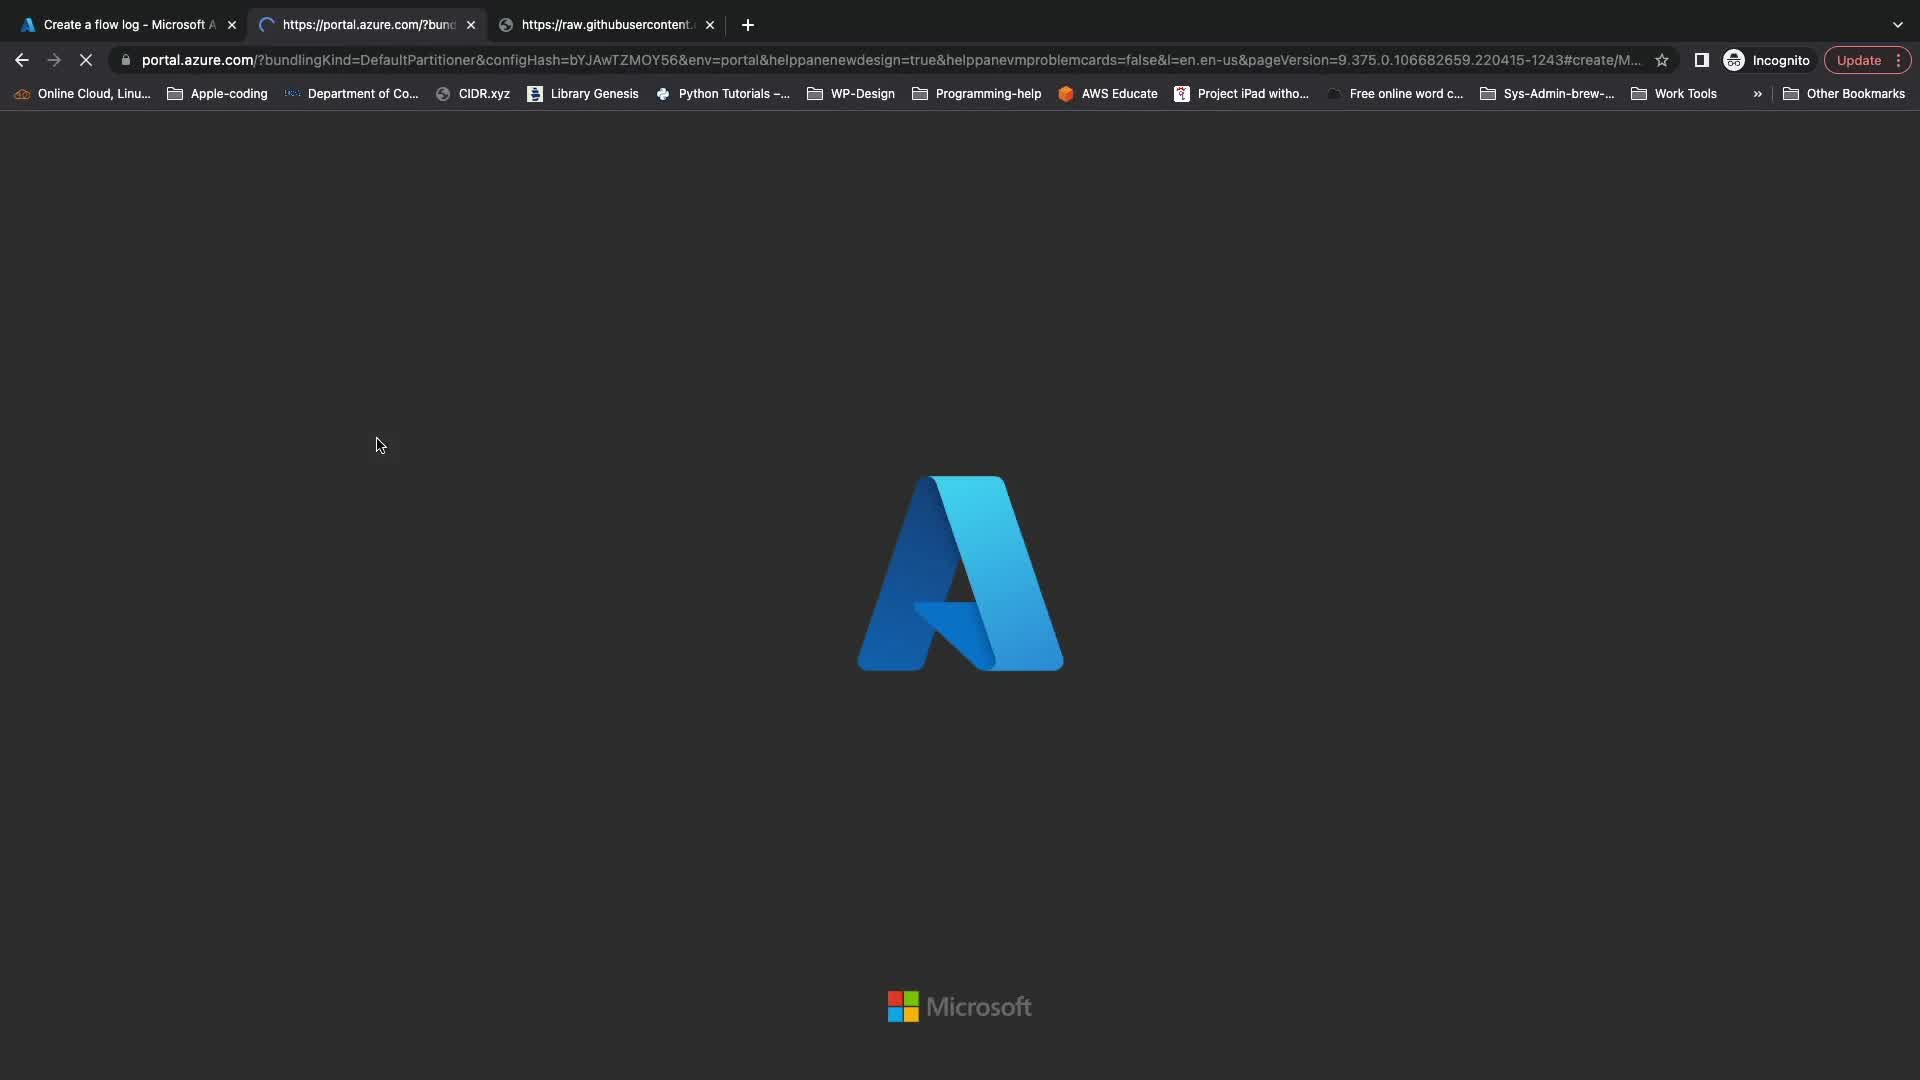 Create a flow log - Microsoft A
https://portal.azure.com/?bund
https://raw.githubusercontent.
portal.azure.com/?bundlingKind=DefaultPartitioner&configHash=bYJAwTZMOY56&env=portal&helppanenewdesign=true&helppanevmproblemcards=false&l=en.en-us&pageVersion=9.375.0.106682659.220415-1243#create/M...
Incognito
Update
Online Cloud, Linu...
Apple-coding
Department of Co...
CIDR.xyz
Library Genesis
Python Tutorials –...
WP-Design
Programming-help
AWS Educate
Project iPad witho...
Free online word c...
Sys-Admin-brew-...
Work Tools
»
Other Bookmarks
Microsoft